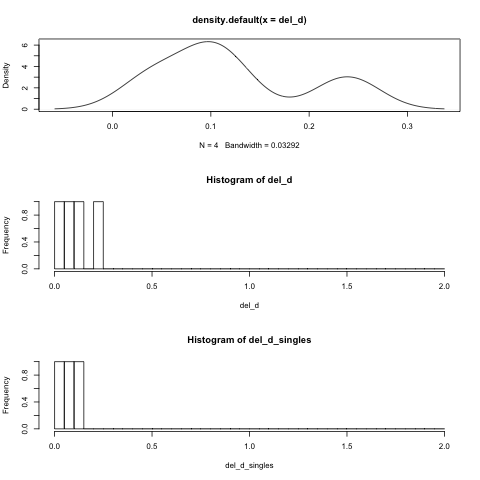 density.default(x = del_d)
Density
0 2 4 6
0.0 0.1 0.2 0.3
N = 4 Bandwidth = 0.03292
Histogram of del_d
Frequency
0.0 0.4 0.8
0.0 0.5 1.0 1.5 2.0
del_d
Histogram of del_d_singles
Frequency
0.0 0.4 0.8
0.0 0.5 1.0 1.5 2.0
del_d_singles